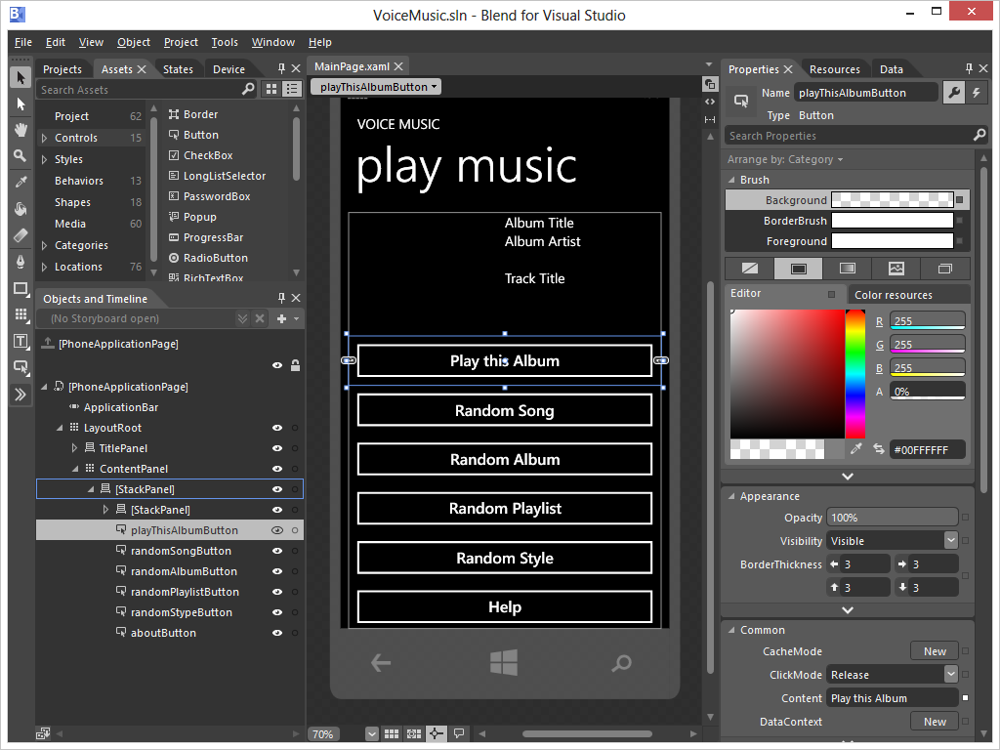 VoiceMusic.sln - Blend for Visual Studio
File Edit View Object Project Tools Window Help
Projects Assets States Device
Search Assets
Project 62
Controls 15
Styles
Behaviors 13
Shapes 78
Media 60
Categories
Locations 76
Border
Button
CheckBox
LongListSelector
PasswordBox
Popup
ProgressBar
RadioButton
RichTextBox
Objects and Timeline
(No Storyboard open)
[PhoneApplicationPage]
[PhoneApplicationPage]
ApplicationBar
LayoutRoot
TitlePanel
ContentPanel
[StackPanel]
[StackPanel]
playThisAlbumButton
randomSongButton
randomAlbumButton
randomPlaylistButton
randomStypeButton
aboutButton
MainPage.xaml
playThisAlbumButton
VOICE MUSIC
play music
Album Title
Album Artist
Track Title
Play this Album
Random Song
Random Album
Random Playlist
Random Style
Help
70%
Properties Resources Data
Name playThisAlbumButton
Type Button
Search Properties
Arrange by: Category
Brush
Background
BorderBrush
Foreground
Editor Color resources
R 255
G 255
B 255
A 0%
#00FFFFFF
Appearance
Opacity 100%
Visibility Visible
BorderThickness 3 3
3 3
Common
CacheMode New
ClickMode Release
Content Play this Album
DataContext New